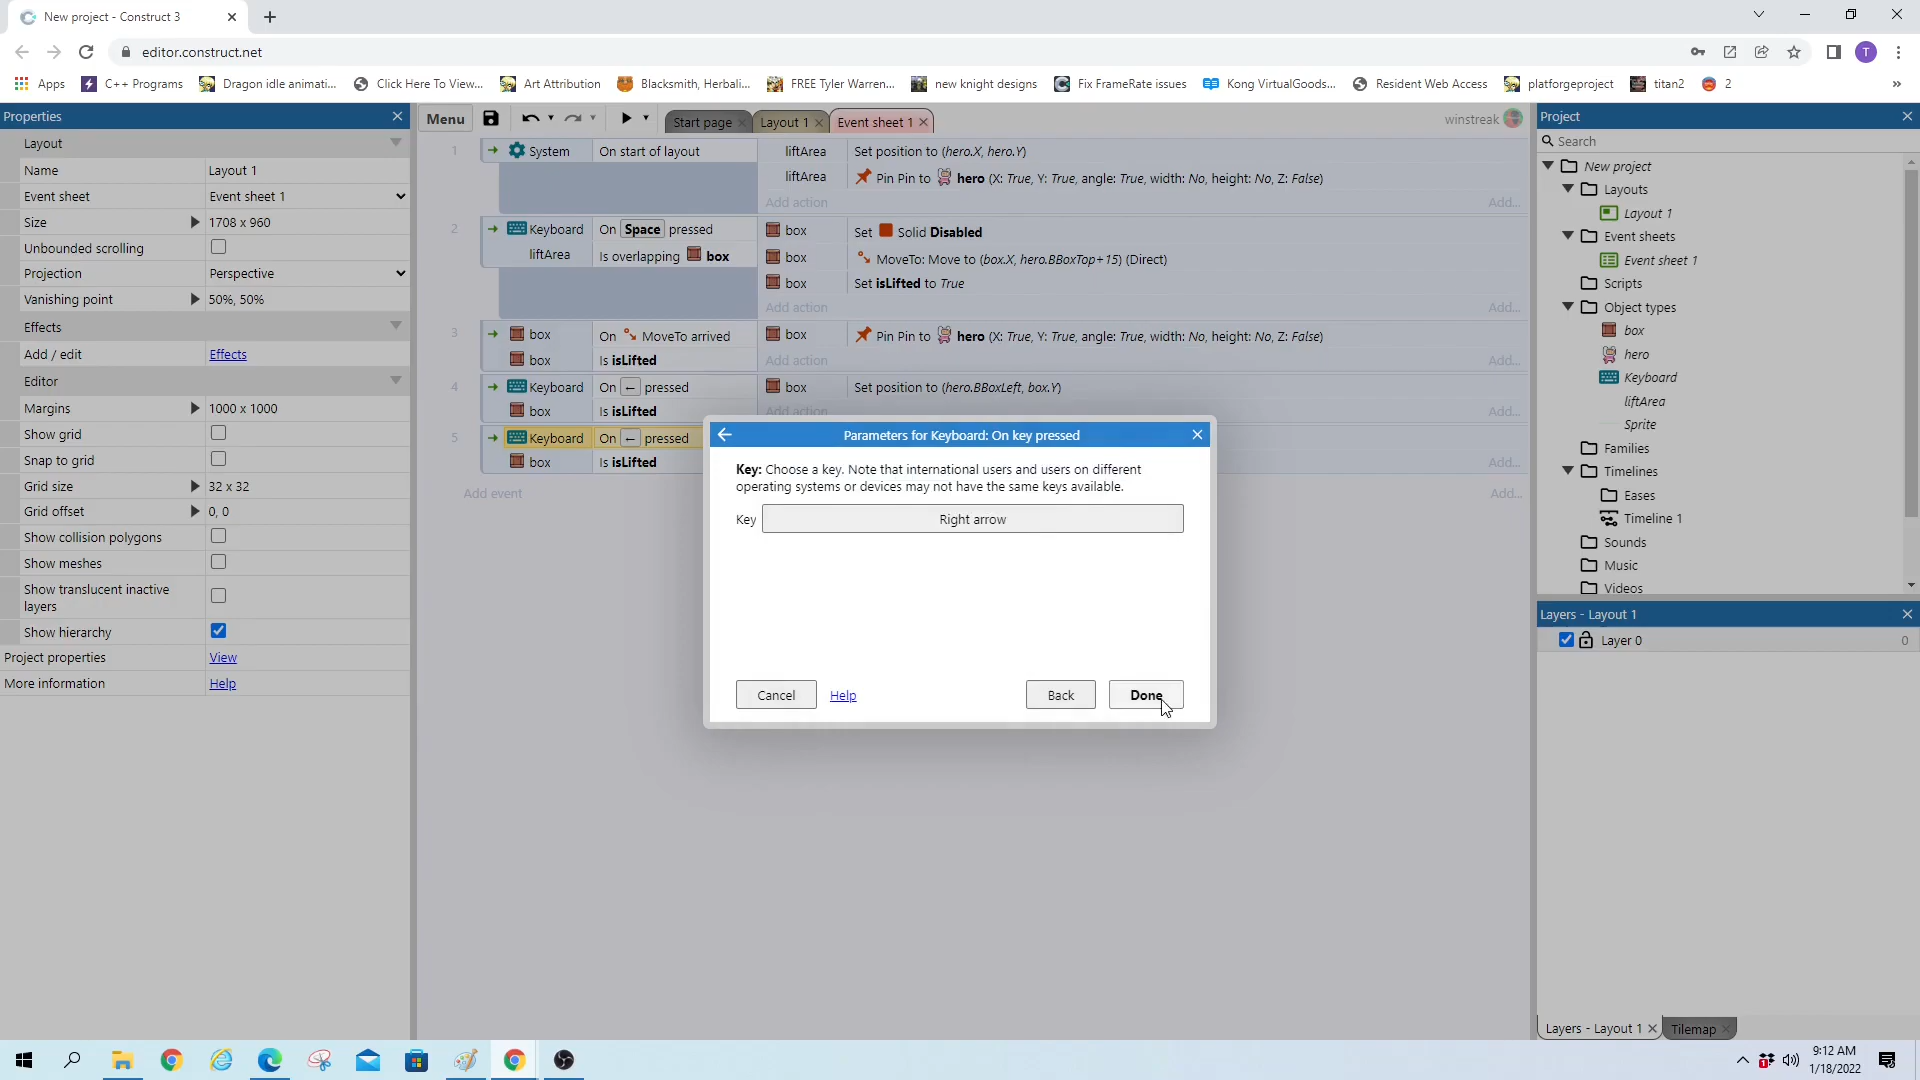 New project - Construct 3
editor.construct.net
T
Apps
C++ Programs
Dragon idle animati...
Click Here To View...
Art Attribution
Blacksmith, Herbali...
FREE Tyler Warren...
new knight designs
Fix FrameRate issues
Kong VirtualGoods...
Resident Web Access
platforgeproject
titan2
2
»
Properties
Layout
Name Layout 1
Event sheet Event sheet 1
Size 1708 x 960
Unbounded scrolling
Projection Perspective
Vanishing point 50%, 50%
Effects
Add / edit Effects
Editor
Margins 1000 x 1000
Show grid
Snap to grid
Grid size 32 x 32
Grid offset 0, 0
Show collision polygons
Show meshes
Show translucent inactive
layers
Show hierarchy
Project properties View
More information Help
Menu
Start page
Layout 1
Event sheet 1
winstreak
1 System On start of layout liftArea Set position to (hero.X, hero.Y)
liftArea Pin Pin to hero (X: True, Y: True, angle: True, width: No, height: No, Z: False)
Add action Add...
2 Keyboard On Space pressed box Set Solid Disabled
liftArea Is overlapping box box MoveTo: Move to (box.X, hero.BBoxTop+15) (Direct)
box Set isLifted to True
Add action Add...
3 box On MoveTo arrived box Pin Pin to hero (X: True, Y: True, angle: True, width: No, height: No, Z: False)
box Is isLifted Add action Add...
4 Keyboard On ← pressed box Set position to (hero.BBoxLeft, box.Y)
box Is isLifted Add action Add...
5 Keyboard On ← pressed
box Is isLifted Add...
Add event Add...
Parameters for Keyboard: On key pressed
Key: Choose a key. Note that international users and users on different
operating systems or devices may not have the same keys available.
Key Right arrow
Cancel Help Back Done
Project
Search
New project
Layouts
Layout 1
Event sheets
Event sheet 1
Scripts
Object types
box
hero
Keyboard
liftArea
Sprite
Families
Timelines
Eases
Timeline 1
Sounds
Music
Videos
Layers - Layout 1
Layer 0 0
Layers - Layout 1 Tilemap
9:12 AM
1/18/2022